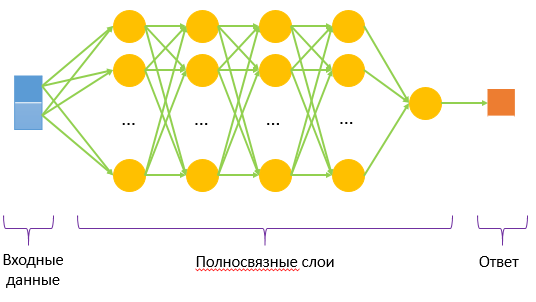 ... ... ... ...
Входные
данные
Полносвязные слои
Ответ